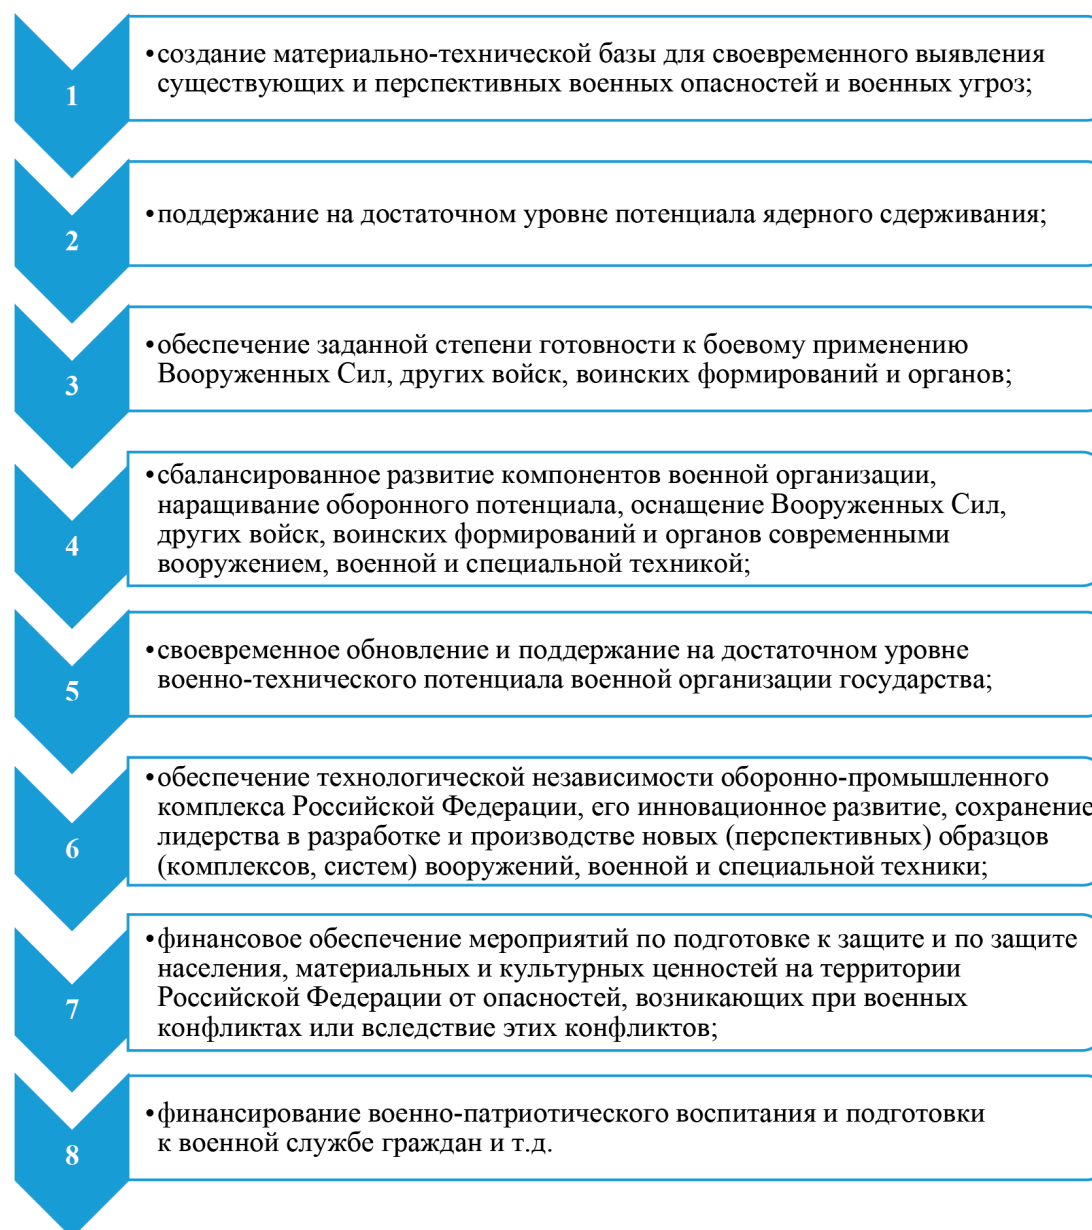 1
•создание материально-технической базы для своевременного выявления
существующих и перспективных военных опасностей и военных угроз;
2
•поддержание на достаточном уровне потенциала ядерного сдерживания;
3
•обеспечение заданной степени готовности к боевому применению
Вооруженных Сил, других войск, воинских формирований и органов;
4
•сбалансированное развитие компонентов военной организации,
наращивание оборонного потенциала, оснащение Вооруженных Сил,
других войск, воинских формирований и органов современными
вооружением, военной и специальной техникой;
5
•своевременное обновление и поддержание на достаточном уровне
военно-технического потенциала военной организации государства;
6
•обеспечение технологической независимости оборонно-промышленного
комплекса Российской Федерации, его инновационное развитие, сохранение
лидерства в разработке и производстве новых (перспективных) образцов
(комплексов, систем) вооружений, военной и специальной техники;
7
•финансовое обеспечение мероприятий по подготовке к защите и по защите
населения, материальных и культурных ценностей на территории
Российской Федерации от опасностей, возникающих при военных
конфликтах или вследствие этих конфликтов;
8
•финансирование военно-патриотического воспитания и подготовки
к военной службе граждан и т.д.